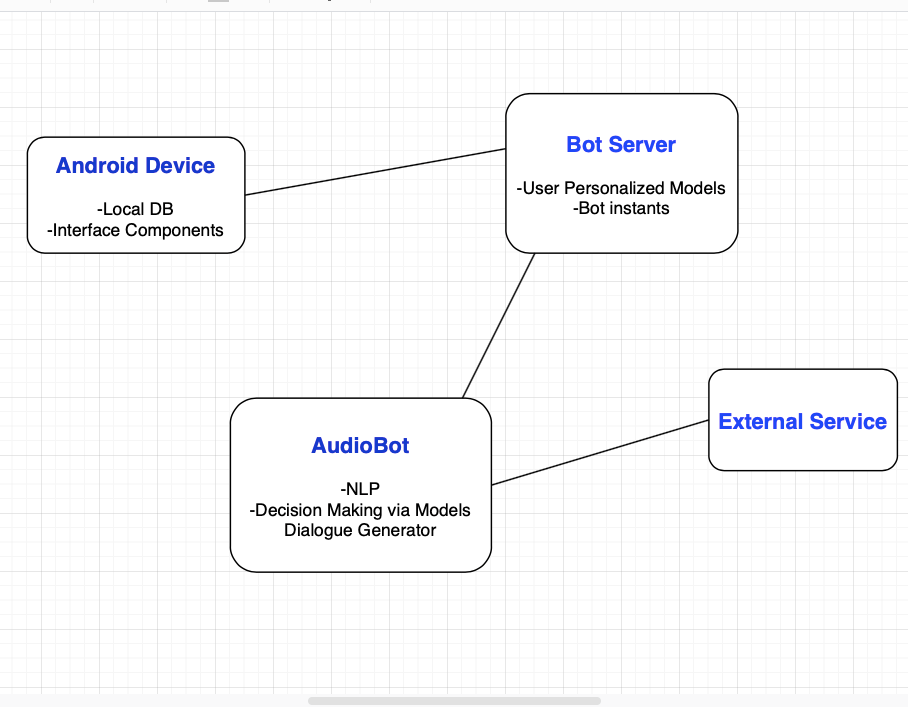 Android Device
-Local DB
-Interface Components
Bot Server
-User Personalized Models
-Bot instants
AudioBot
-NLP
-Decision Making via Models
Dialogue Generator
External Service